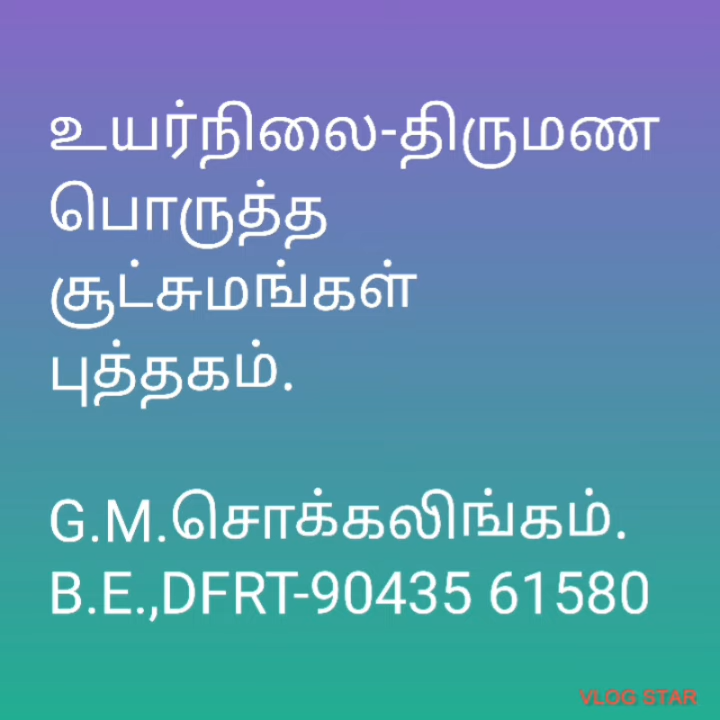 உயர்நிலை-திருமண
பொருத்த
சூட்சுமங்கள்
புத்தகம்.
G.M.சொக்கலிங்கம்.
B.E.,DFRT-90435 61580
VLOG STAR